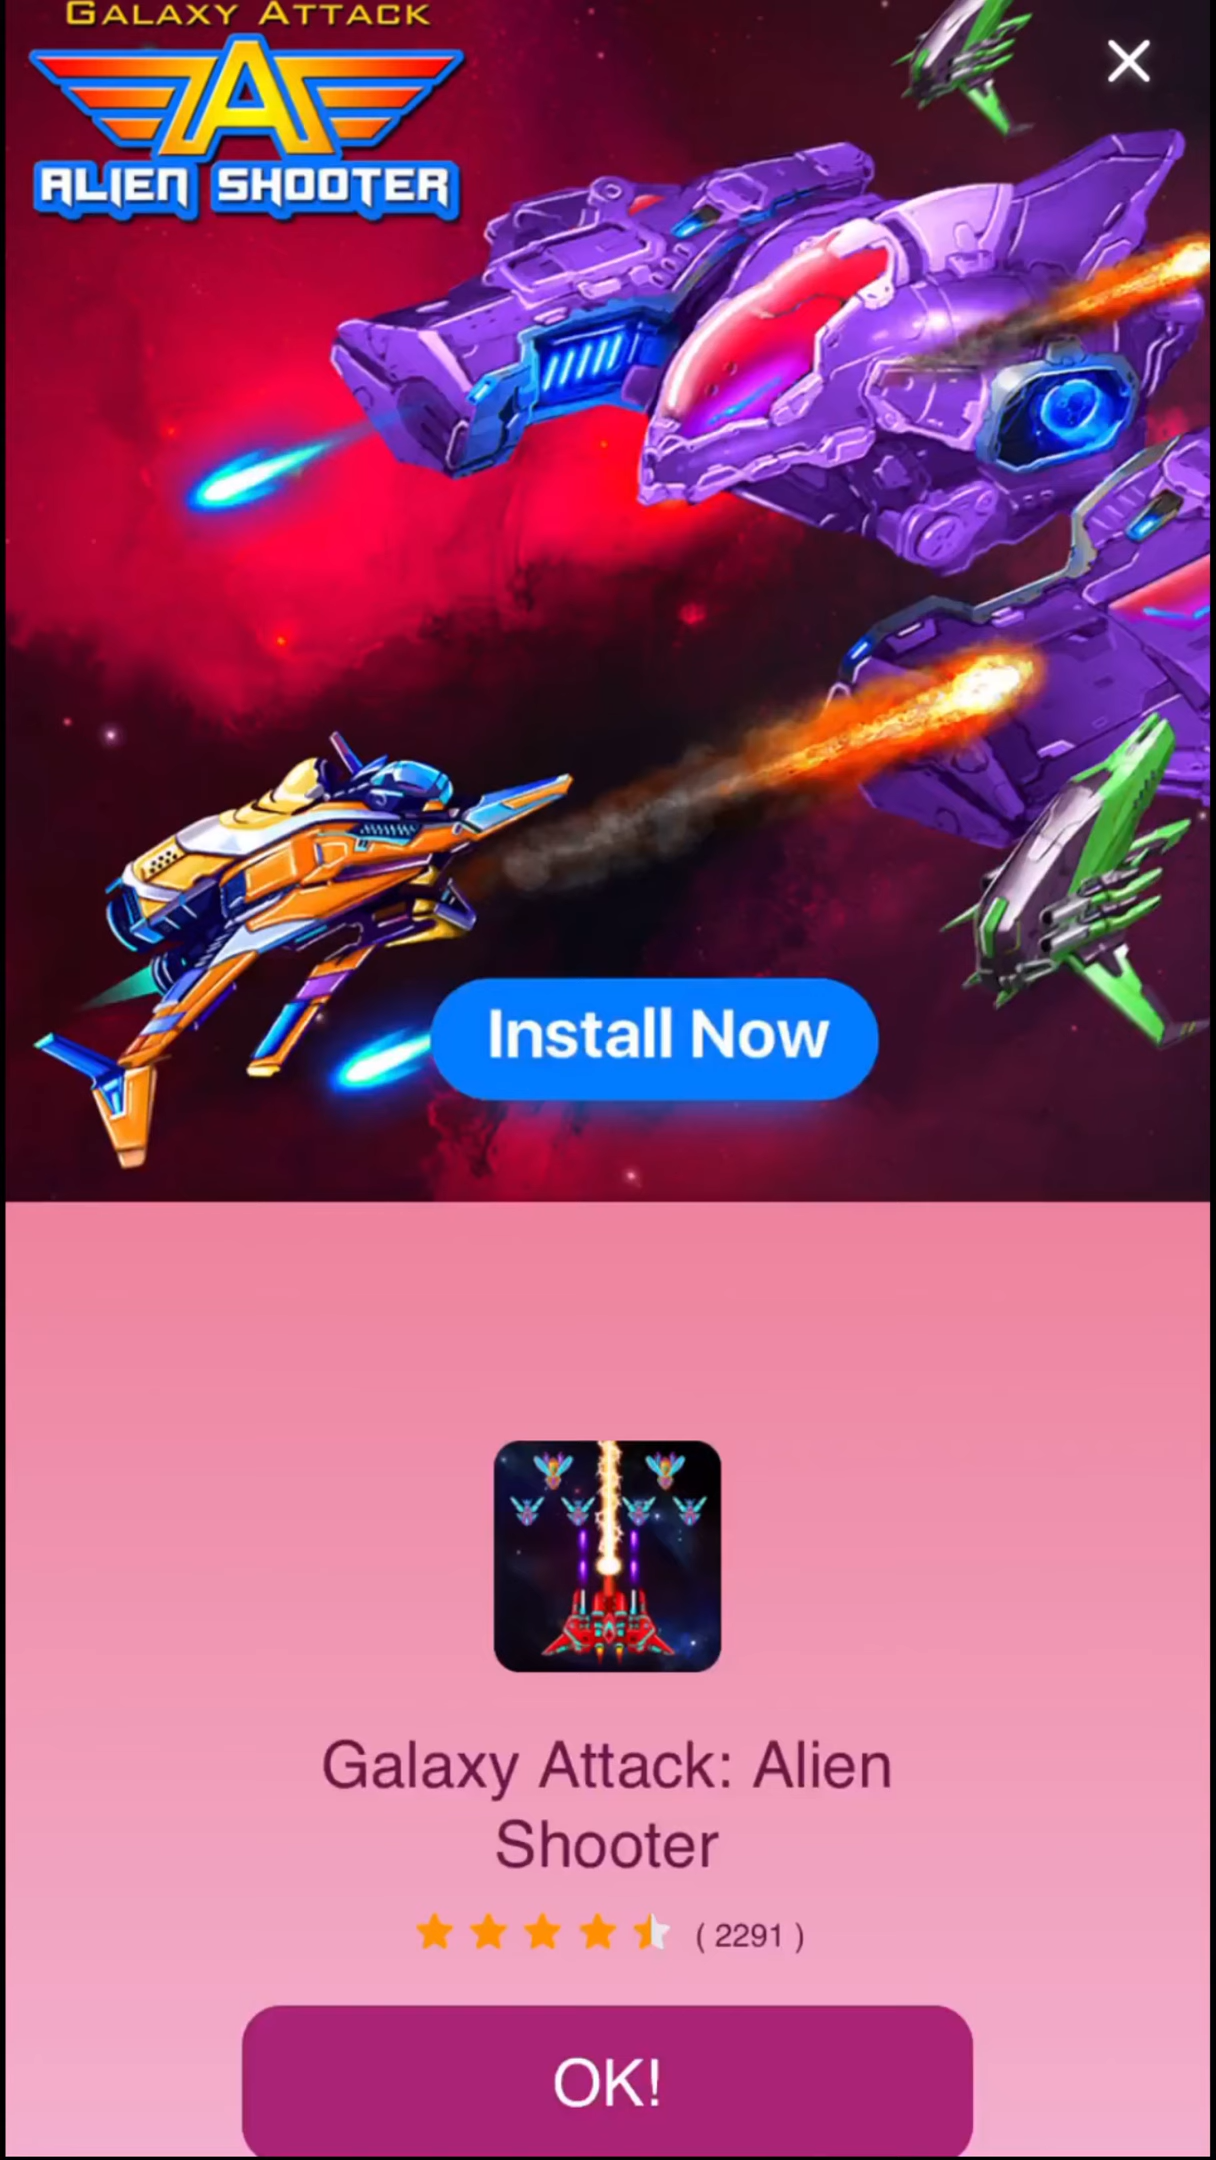 GALAXY ATTACK
A
ALIEN SHOOTER
Install Now
Galaxy Attack: Alien
Shooter
( 2291 )
OK!